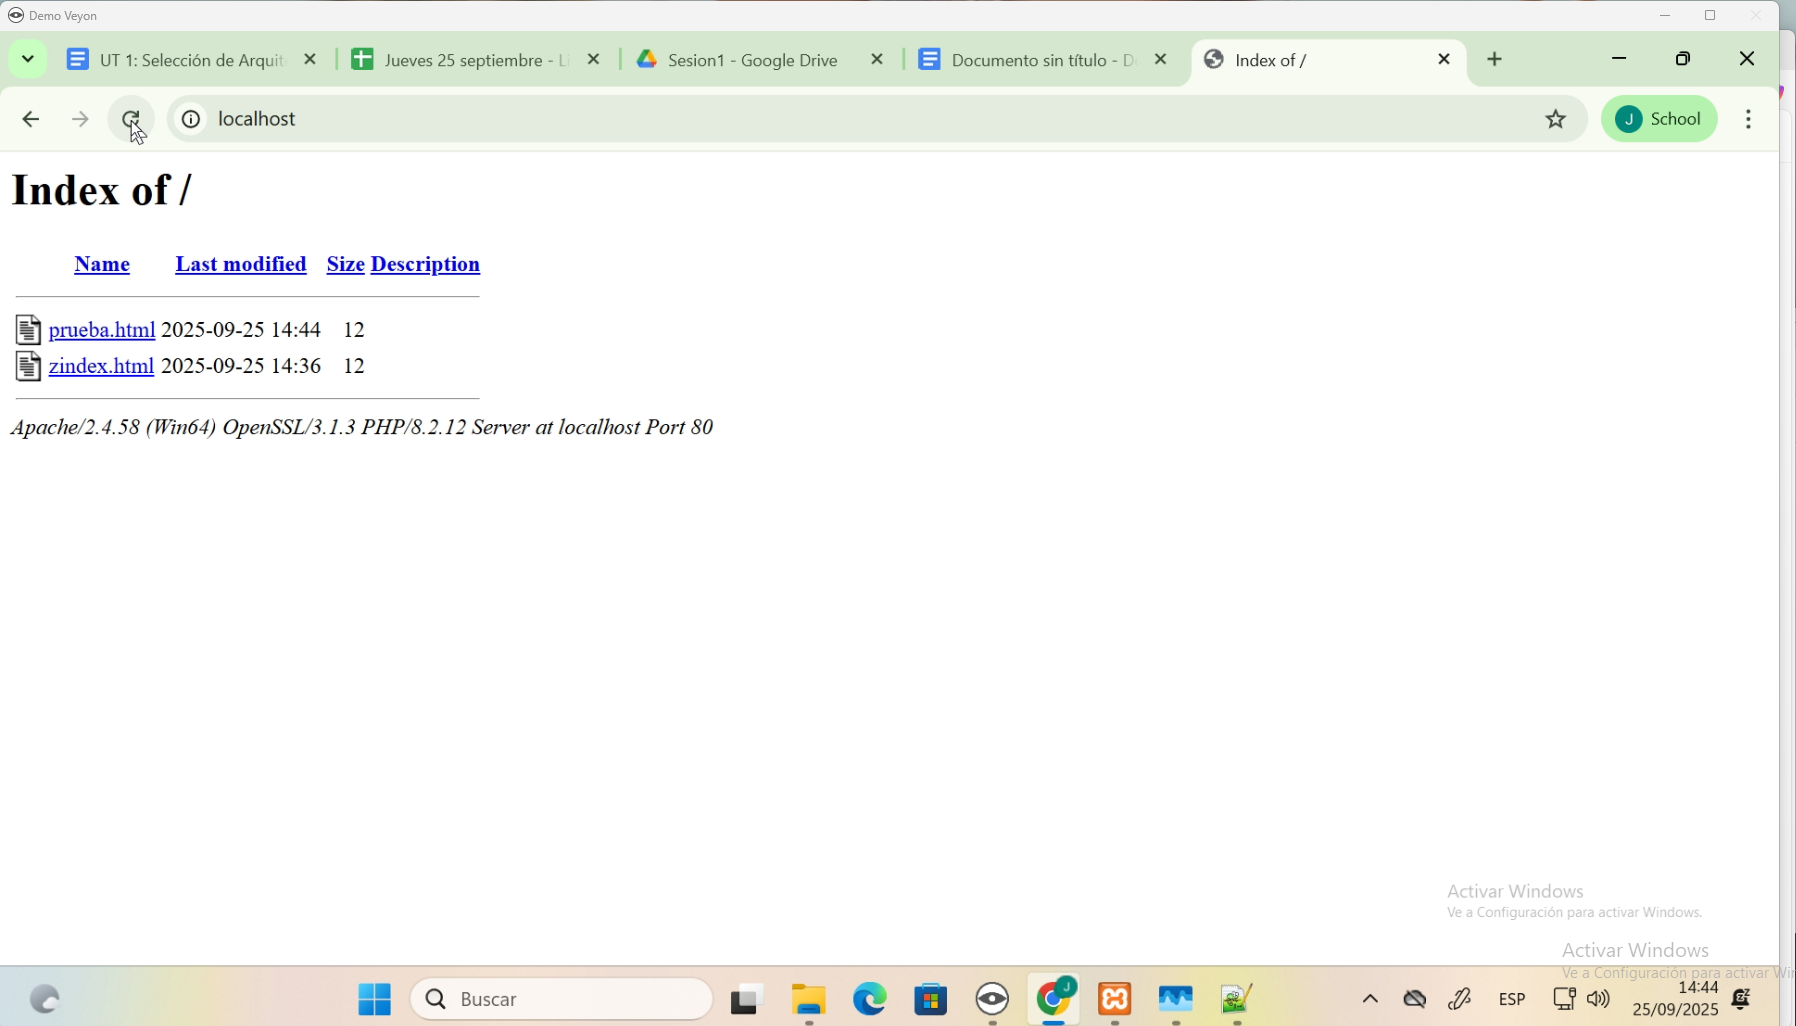 Demo Veyon
UT 1: Selección de Arquit
Jueves 25 septiembre - Li
Sesion1 - Google Drive
Documento sin título - D
Index of /
localhost
J School
Index of /
Name Last modified Size Description
prueba.html 2025-09-25 14:44 12
zindex.html 2025-09-25 14:36 12
Apache/2.4.58 (Win64) OpenSSL/3.1.3 PHP/8.2.12 Server at localhost Port 80
Activar Windows
Ve a Configuración para activar Windows.
Activar Windows
Ve a Configuración para activar Win
Buscar
J
ESP
14:44
25/09/2025